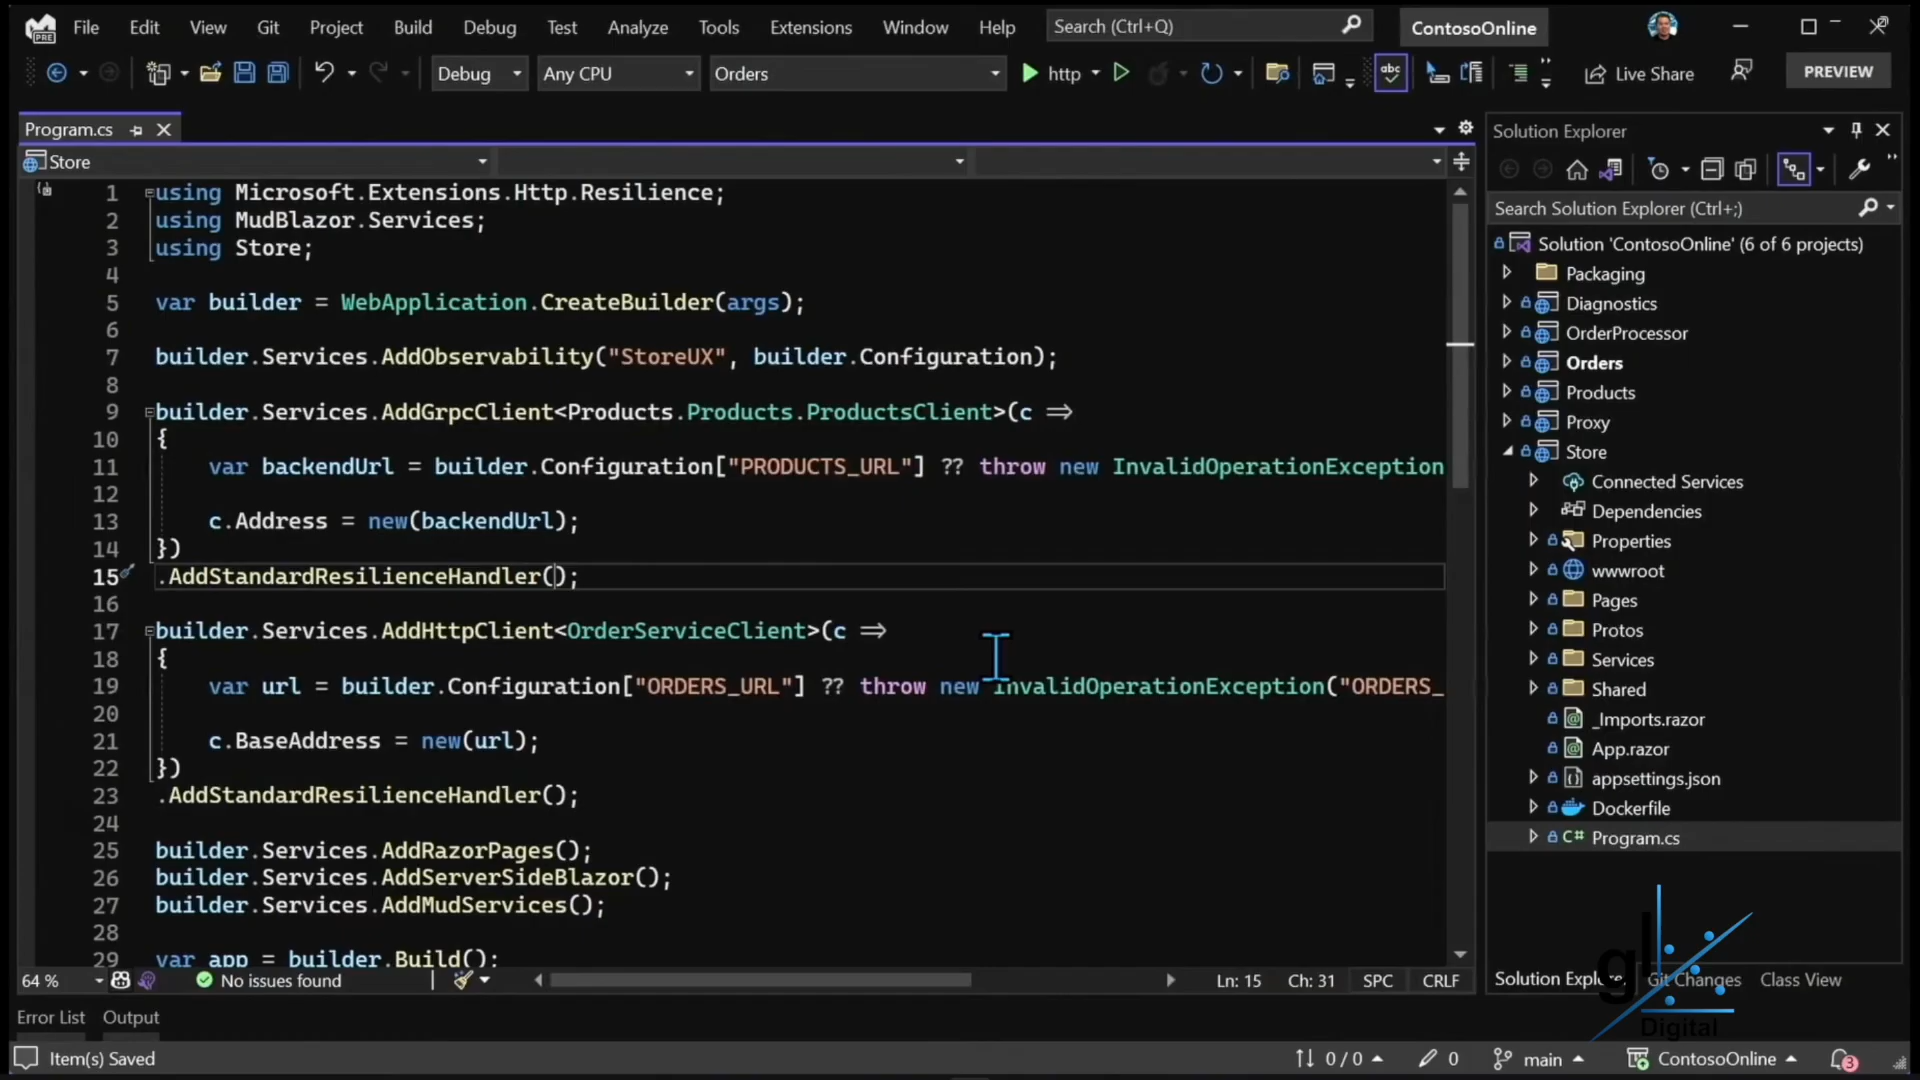 File Edit View Git Project Build Debug Test Analyze Tools Extensions Window Help Search (Ctrl+Q) ContosoOnline
PRE
Debug Any CPU Orders http abc Live Share PREVIEW
Program.cs
Store
1 using Microsoft.Extensions.Http.Resilience;
2 using MudBlazor.Services;
3 using Store;
4
5 var builder = WebApplication.CreateBuilder(args);
6
7 builder.Services.AddObservability("StoreUX", builder.Configuration);
8
9 builder.Services.AddGrpcClient<Products.Products.ProductsClient>(c =>
10 {
11 var backendUrl = builder.Configuration["PRODUCTS_URL"] ?? throw new InvalidOperationException
12
13 c.Address = new(backendUrl);
14 })
15 .AddStandardResilienceHandler();
16
17 builder.Services.AddHttpClient<OrderServiceClient>(c =>
18 {
19 var url = builder.Configuration["ORDERS_URL"] ?? throw new InvalidOperationException("ORDERS_
20
21 c.BaseAddress = new(url);
22 })
23 .AddStandardResilienceHandler();
24
25 builder.Services.AddRazorPages();
26 builder.Services.AddServerSideBlazor();
27 builder.Services.AddMudServices();
28
29 var app = builder.Build();
64 % No issues found Ln: 15 Ch: 31 SPC CRLF
Solution Explorer
Search Solution Explorer (Ctrl+;)
Solution 'ContosoOnline' (6 of 6 projects)
Packaging
Diagnostics
OrderProcessor
Orders
Products
Proxy
Store
Connected Services
Dependencies
Properties
wwwroot
Pages
Protos
Services
Shared
_Imports.razor
App.razor
appsettings.json
Dockerfile
C# Program.cs
Solution Explore. Git Changes Class View
gl
Digital
Error List Output
Item(s) Saved 0 / 0 0 main ContosoOnline 3